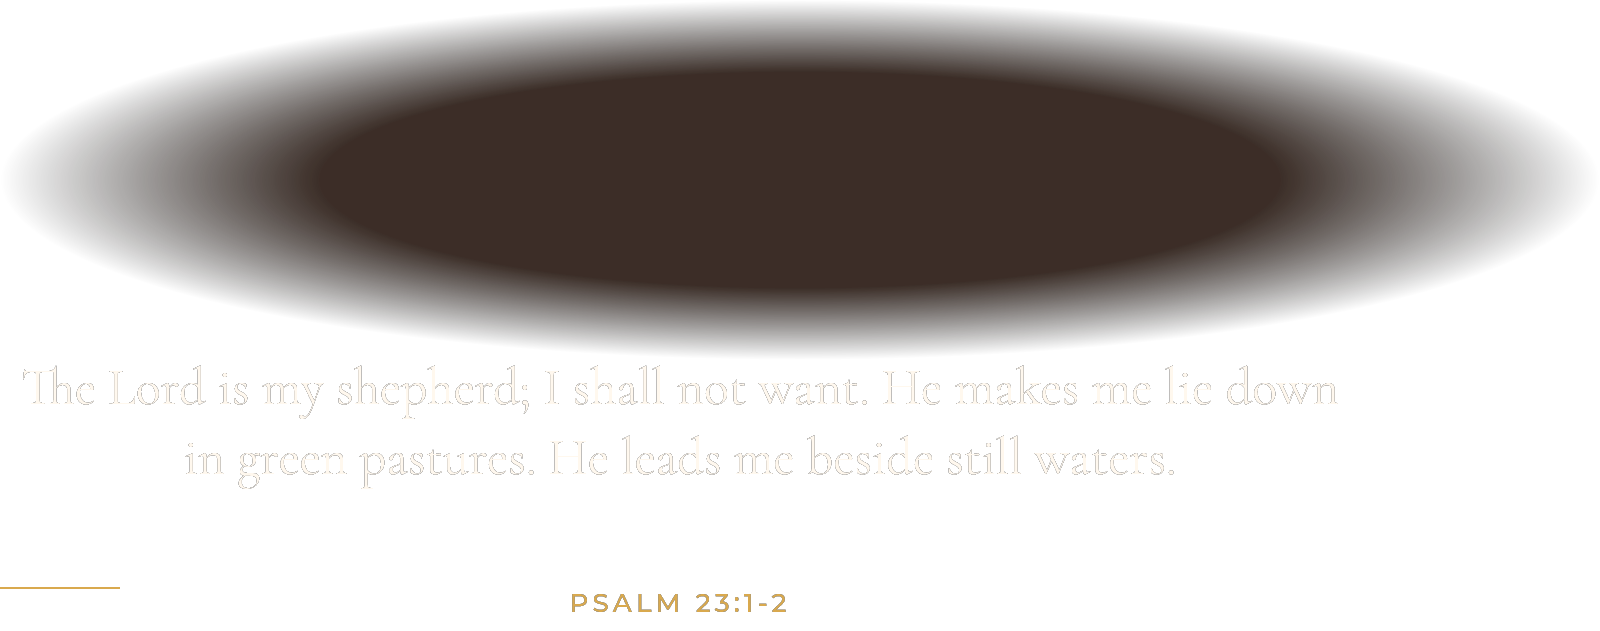 The Lord is my shepherd; I shall not want. He makes me lie down
in green pastures. He leads me beside still waters.
PSALM 23:1-2